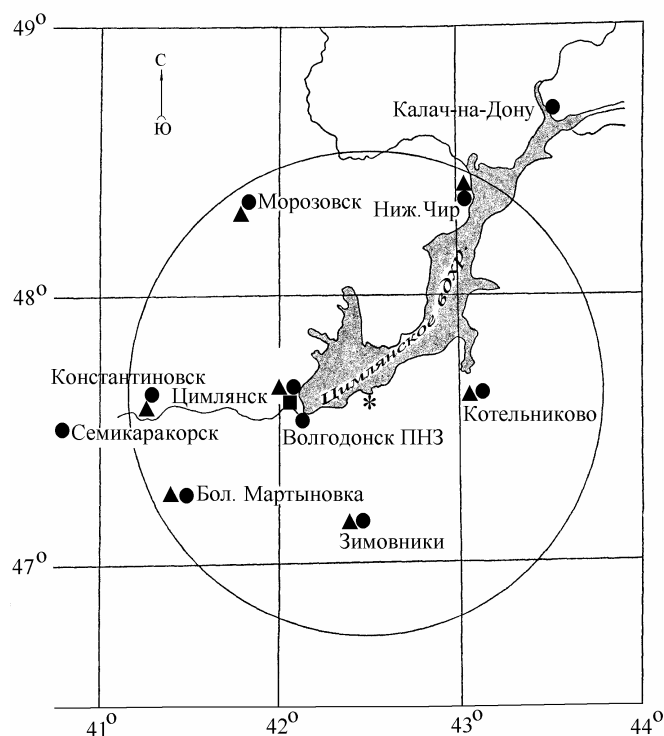 49°
С
Ю
Калач-на-Дону
Морозовск
Ниж.Чир
48°
Цимлянское вдхр.
Константиновск
Цимлянск
Котельниково
Семикаракорск
Волгодонск ПНЗ
*
Бол. Мартыновка
Зимовники
47°
41°
42°
43°
44°